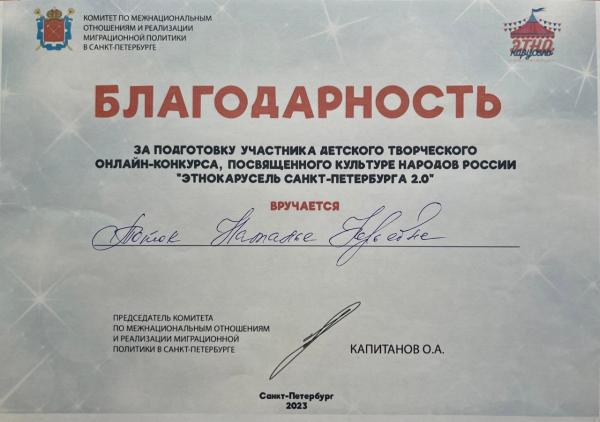 КОМИТЕТ ПО МЕЖНАЦИОНАЛЬНЫМ
ОТНОШЕНИЯМ И РЕАЛИЗАЦИИ
МИГРАЦИОННОЙ ПОЛИТИКИ
В САНКТ-ПЕТЕРБУРГЕ
ЭТНО
КАРУСЕЛЬ
БЛАГОДАРНОСТЬ
ЗА ПОДГОТОВКУ УЧАСТНИКА ДЕТСКОГО ТВОРЧЕСКОГО
ОНЛАЙН-КОНКУРСА, ПОСВЯЩЕННОГО КУЛЬТУРЕ НАРОДОВ РОССИИ
"ЭТНОКАРУСЕЛЬ САНКТ-ПЕТЕРБУРГА 2.0"
ВРУЧАЕТСЯ
Наталье Юрьевне
ПРЕДСЕДАТЕЛЬ КОМИТЕТА
ПО МЕЖНАЦИОНАЛЬНЫМ ОТНОШЕНИЯМ
И РЕАЛИЗАЦИИ МИГРАЦИОННОЙ
ПОЛИТИКИ В САНКТ-ПЕТЕРБУРГЕ
КАПИТАНОВ О.А.
Санкт-Петербург
2023